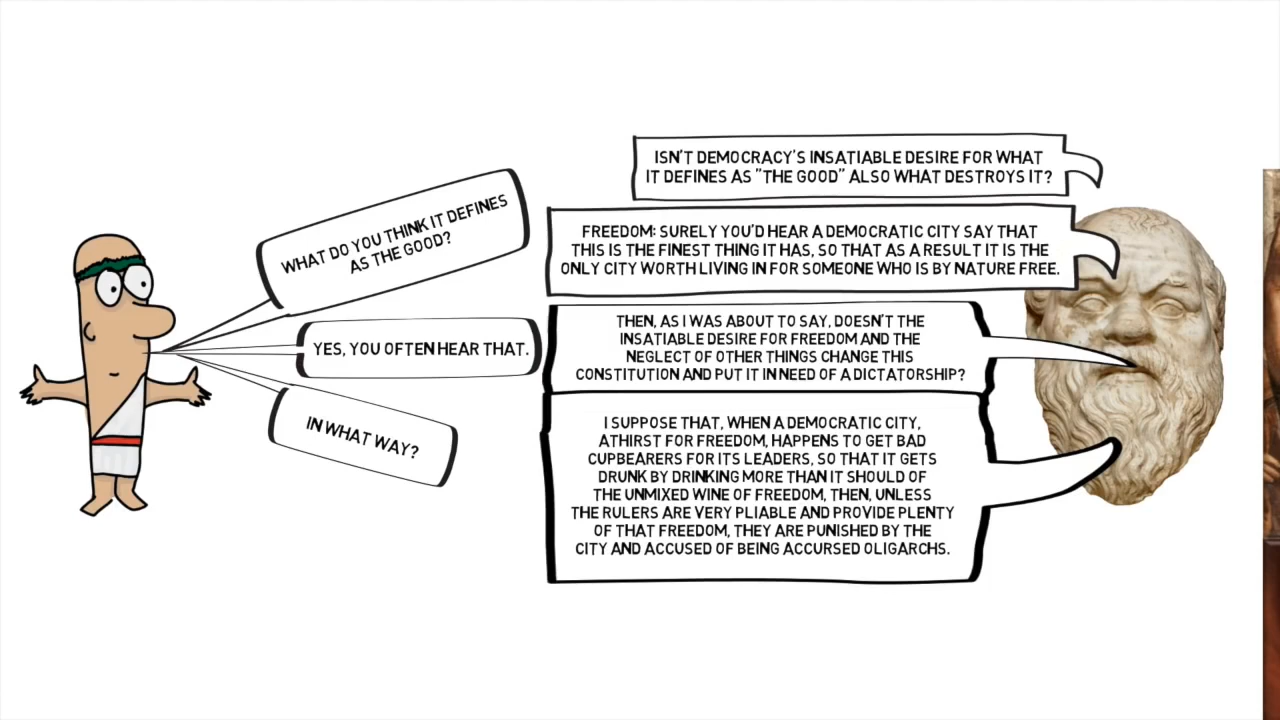 ISN'T DEMOCRACY'S INSATIABLE DESIRE FOR WHAT
IT DEFINES AS "THE GOOD" ALSO WHAT DESTROYS IT?
WHAT DO YOU THINK IT DEFINES
AS THE GOOD?
FREEDOM: SURELY YOU'D HEAR A DEMOCRATIC CITY SAY THAT
THIS IS THE FINEST THING IT HAS, SO THAT AS A RESULT IT IS THE
ONLY CITY WORTH LIVING IN FOR SOMEONE WHO IS BY NATURE FREE.
YES, YOU OFTEN HEAR THAT.
THEN, AS I WAS ABOUT TO SAY, DOESN'T THE
INSATIABLE DESIRE FOR FREEDOM AND THE
NEGLECT OF OTHER THINGS CHANGE THIS
CONSTITUTION AND PUT IT IN NEED OF A DICTATORSHIP?
IN WHAT WAY?
I SUPPOSE THAT, WHEN A DEMOCRATIC CITY,
ATHIRST FOR FREEDOM, HAPPENS TO GET BAD
CUPBEARERS FOR ITS LEADERS, SO THAT IT GETS
DRUNK BY DRINKING MORE THAN IT SHOULD OF
THE UNMIXED WINE OF FREEDOM, THEN, UNLESS
THE RULERS ARE VERY PLIABLE AND PROVIDE PLENTY
OF THAT FREEDOM, THEY ARE PUNISHED BY THE
CITY AND ACCUSED OF BEING ACCURSED OLIGARCHS.